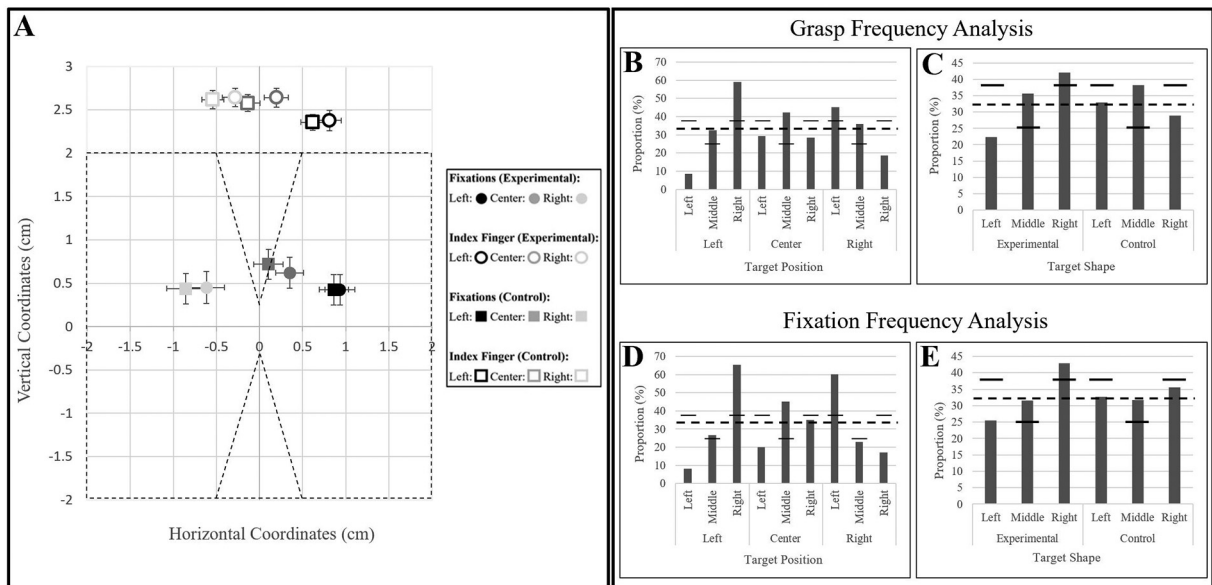 A
3
2.5
2
1.5
1
0.5
0
-2 -1.5 -1 -0.5 0 0.5 1 1.5 2
-0.5
-1
-1.5
-2
Vertical Coordinates (cm)
Horizontal Coordinates (cm)
Fixations (Experimental):
Left: Center: Right:
Index Finger (Experimental):
Left: Center: Right:
Fixations (Control):
Left: Center: Right:
Index Finger (Control):
Left: Center: Right:
Grasp Frequency Analysis
B
70
60
50
40
30
20
10
0
Proportion (%)
Left Middle Right Left Middle Right Left Middle Right
Left Center Right
Target Position
C
45
40
35
30
25
20
15
10
5
0
Proportion (%)
Left Middle Right Left Middle Right
Experimental Control
Target Shape
Fixation Frequency Analysis
D
70
60
50
40
30
20
10
0
Proportion (%)
Left Middle Right Left Middle Right Left Middle Right
Left Center Right
Target Position
E
45
40
35
30
25
20
15
10
5
0
Proportion (%)
Left Middle Right Left Middle Right
Experimental Control
Target Shape